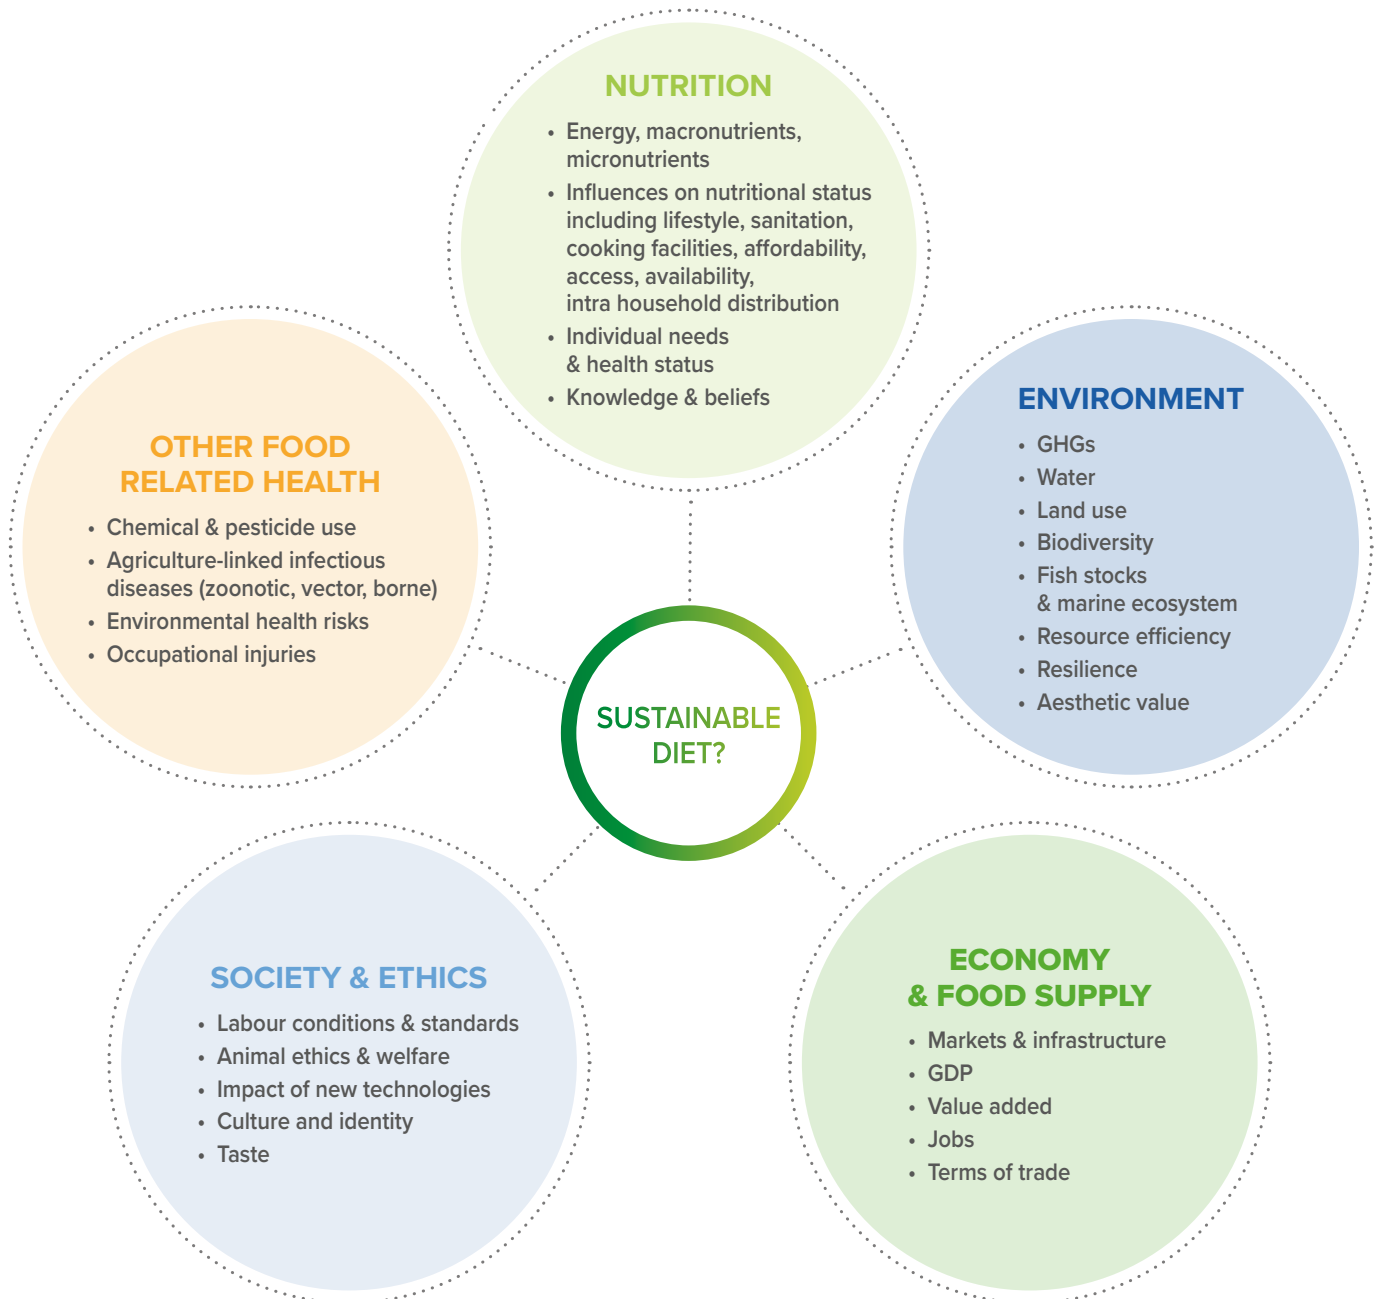 NUTRITION
• Energy, macronutrients,
micronutrients
• Influences on nutritional status
including lifestyle, sanitation,
cooking facilities, affordability,
access, availability,
intra household distribution
• Individual needs
& health status
• Knowledge & beliefs
ENVIRONMENT
• GHGs
• Water
• Land use
• Biodiversity
• Fish stocks
& marine ecosystem
• Resource efficiency
• Resilience
• Aesthetic value
OTHER FOOD
RELATED HEALTH
• Chemical & pesticide use
• Agriculture-linked infectious
diseases (zoonotic, vector, borne)
• Environmental health risks
• Occupational injuries
SUSTAINABLE
DIET?
SOCIETY & ETHICS
• Labour conditions & standards
• Animal ethics & welfare
• Impact of new technologies
• Culture and identity
• Taste
ECONOMY
& FOOD SUPPLY
• Markets & infrastructure
• GDP
• Value added
• Jobs
• Terms of trade